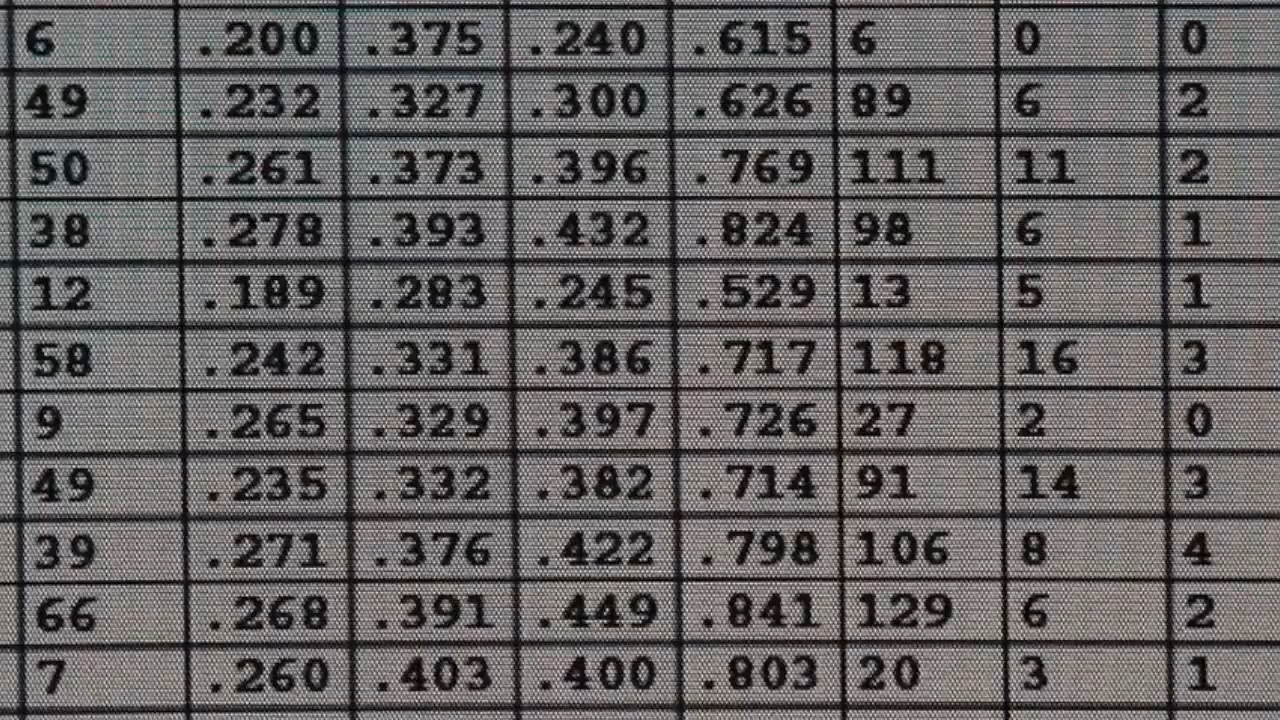 6 .200 .375 .240 .615 6 0 0
49 .232 .327 .300 .626 89 6 2
50 .261 .373 .396 .769 111 11 2
38 .278 .393 .432 .824 98 6 1
12 .189 .283 .245 .529 13 5 1
58 .242 .331 .386 .717 118 16 3
9 .265 .329 .397 .726 27 2 0
49 .235 .332 .382 .714 91 14 3
39 .271 .376 .422 .798 106 8 4
66 .268 .391 .449 .841 129 6 2
7 .260 .403 .400 .803 20 3 1